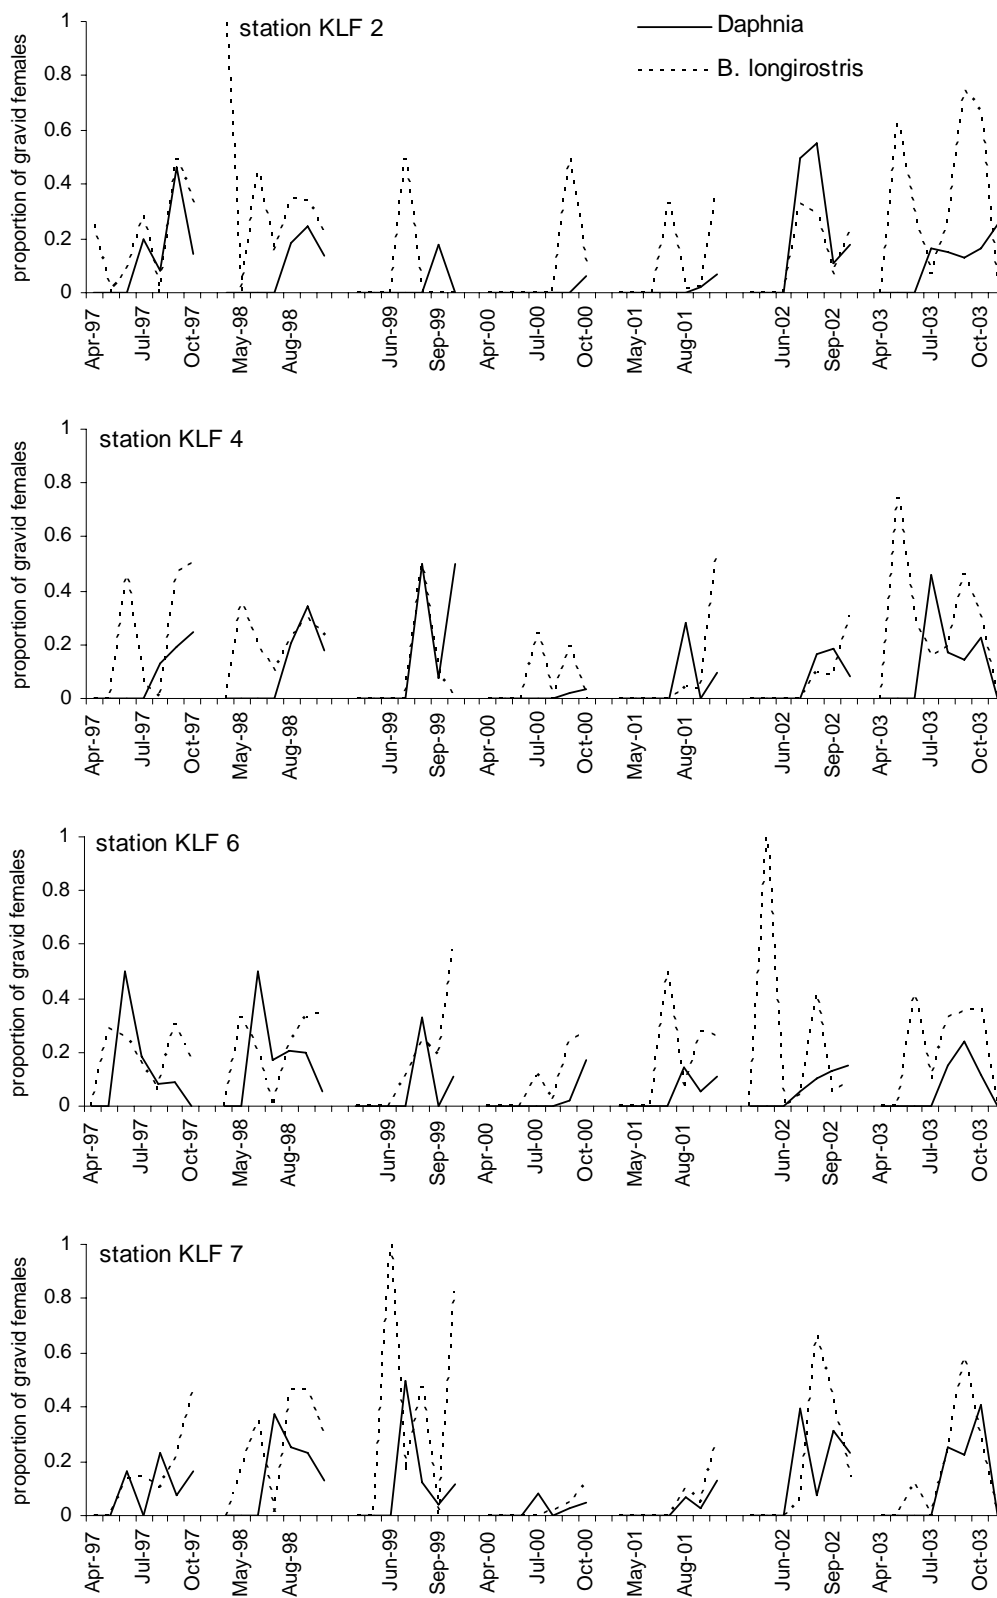 station KLF 2
Daphnia
B. longirostris
proportion of gravid females
1
0.8
0.6
0.4
0.2
0
Apr-97
Jul-97
Oct-97
May-98
Aug-98
Jun-99
Sep-99
Apr-00
Jul-00
Oct-00
May-01
Aug-01
Jun-02
Sep-02
Apr-03
Jul-03
Oct-03
station KLF 4
proportion of gravid females
1
0.8
0.6
0.4
0.2
0
Apr-97
Jul-97
Oct-97
May-98
Aug-98
Jun-99
Sep-99
Apr-00
Jul-00
Oct-00
May-01
Aug-01
Jun-02
Sep-02
Apr-03
Jul-03
Oct-03
station KLF 6
proportion of gravid females
1
0.8
0.6
0.4
0.2
0
Apr-97
Jul-97
Oct-97
May-98
Aug-98
Jun-99
Sep-99
Apr-00
Jul-00
Oct-00
May-01
Aug-01
Jun-02
Sep-02
Apr-03
Jul-03
Oct-03
station KLF 7
proportion of gravid females
1
0.8
0.6
0.4
0.2
0
Apr-97
Jul-97
Oct-97
May-98
Aug-98
Jun-99
Sep-99
Apr-00
Jul-00
Oct-00
May-01
Aug-01
Jun-02
Sep-02
Apr-03
Jul-03
Oct-03